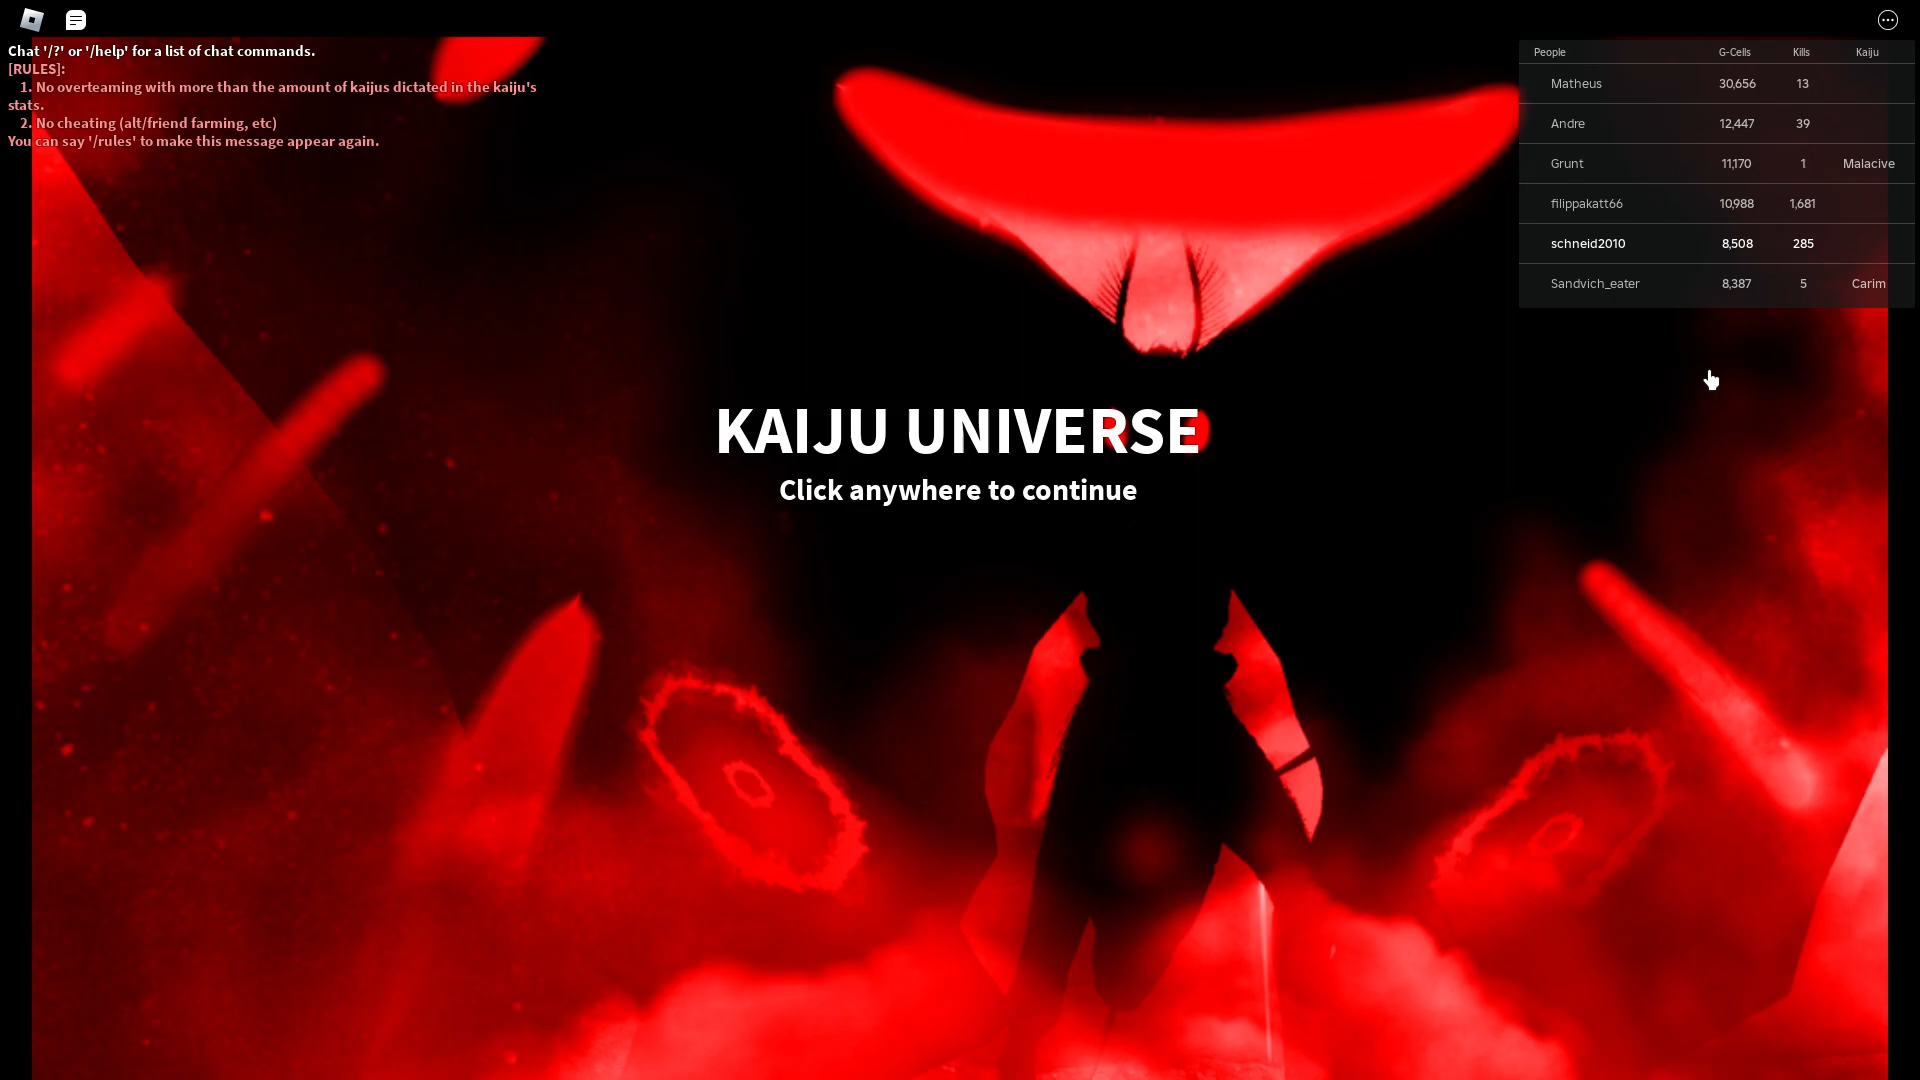 Chat '/?' or '/help' for a list of chat commands.
[RULES]:
1. No overteaming with more than the amount of kaijus dictated in the kaiju's
stats.
2. No cheating (alt/friend farming, etc)
You can say '/rules' to make this message appear again.
People G-Cells Kills Kaiju
Matheus 30,656 13
Andre 12,447 39
Grunt 11,170 1 Malacive
filippakatt66 10,988 1,681
schneid2010 8,508 285
Sandvich_eater 8,387 5 Carim
KAIJU UNIVERSE
Click anywhere to continue